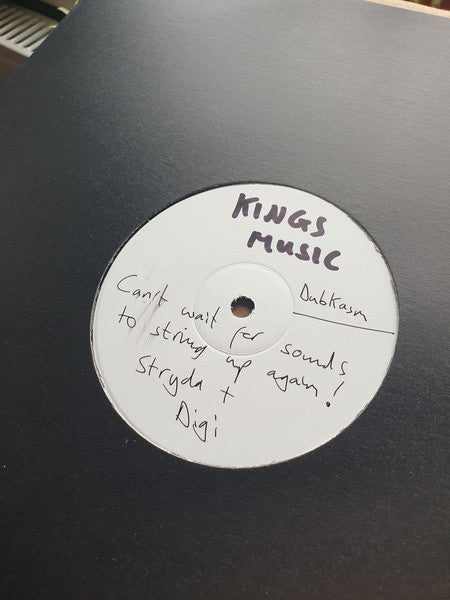 KINGS
MUSIC
DubKasm
Can't wait for sounds
to string up again!
Stryda +
Digi